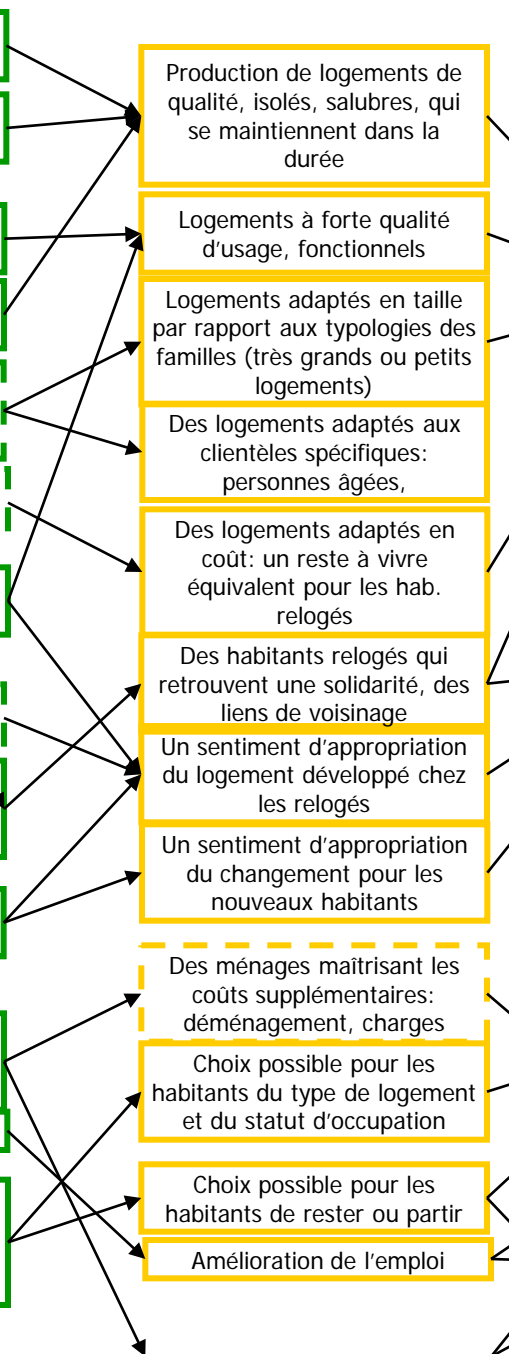 Production de logements de
qualité, isolés, salubres, qui
se maintiennent dans la
durée
Logements à forte qualité
d'usage, fonctionnels
Logements adaptés en taille
par rapport aux typologies des
familles (très grands ou petits
logements)
Des logements adaptés aux
clientèles spécifiques:
personnes âgées,
Des logements adaptés en
coût: un reste à vivre
équivalent pour les hab.
relogés
Des habitants relogés qui
retrouvent une solidarité, des
liens de voisinage
Un sentiment d'appropriation
du logement développé chez
les relogés
Un sentiment d'appropriation
du changement pour les
nouveaux habitants
Des ménages maîtrisant les
coûts supplémentaires:
déménagement, charges
Choix possible pour les
habitants du type de logement
et du statut d'occupation
Choix possible pour les
habitants de rester ou partir
Amélioration de l'emploi